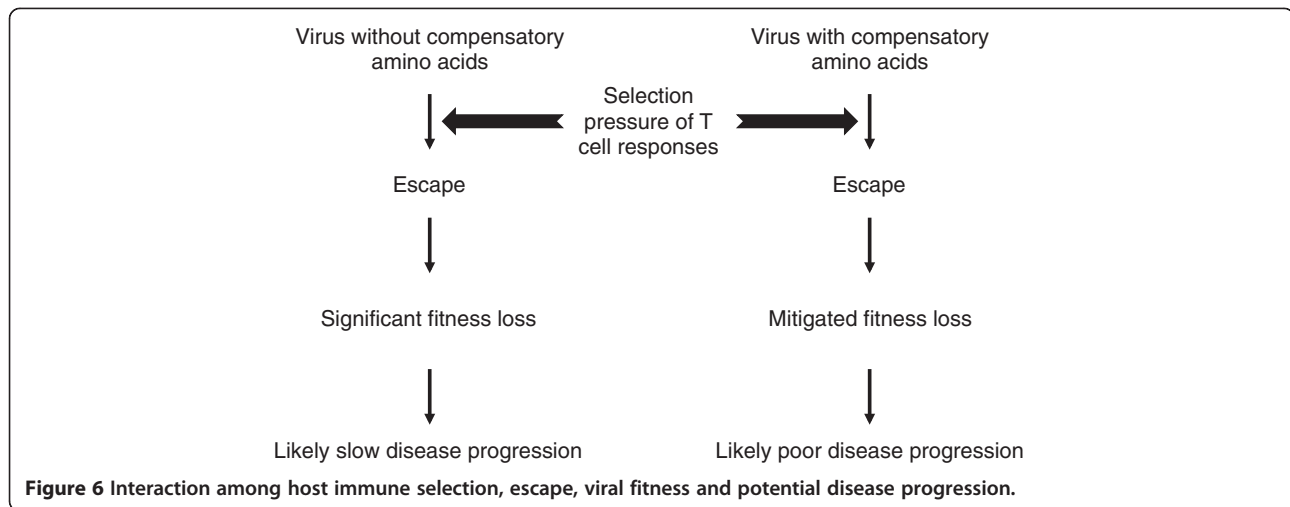 Virus without compensatory
amino acids
Virus with compensatory
amino acids
Selection
pressure of T
cell responses
Escape
Escape
Significant fitness loss
Mitigated fitness loss
Likely slow disease progression
Likely poor disease progression
Figure 6 Interaction among host immune selection, escape, viral fitness and potential disease progression.